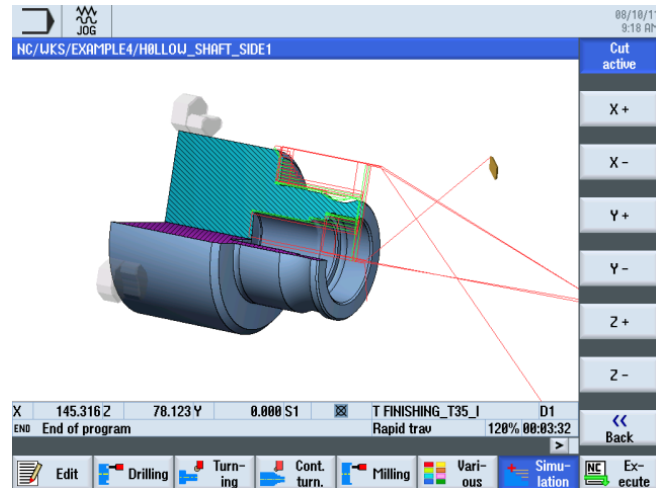 JOG
08/10/11
9:18 AM
NC/WKS/EXAMPLE4/HOLLOW_SHAFT_SIDE1
Cut
active
X +
X -
Y +
Y -
Z +
Z -
X 145.316 Z 78.123 Y 0.000 S1 T FINISHING_T35_I D1
END End of program Rapid trav 120% 00:03:32
>
<<
Back
Edit
Drilling
Turn-
ing
Cont.
turn.
Milling
Vari-
ous
Simu-
lation
NC Ex-
ecute